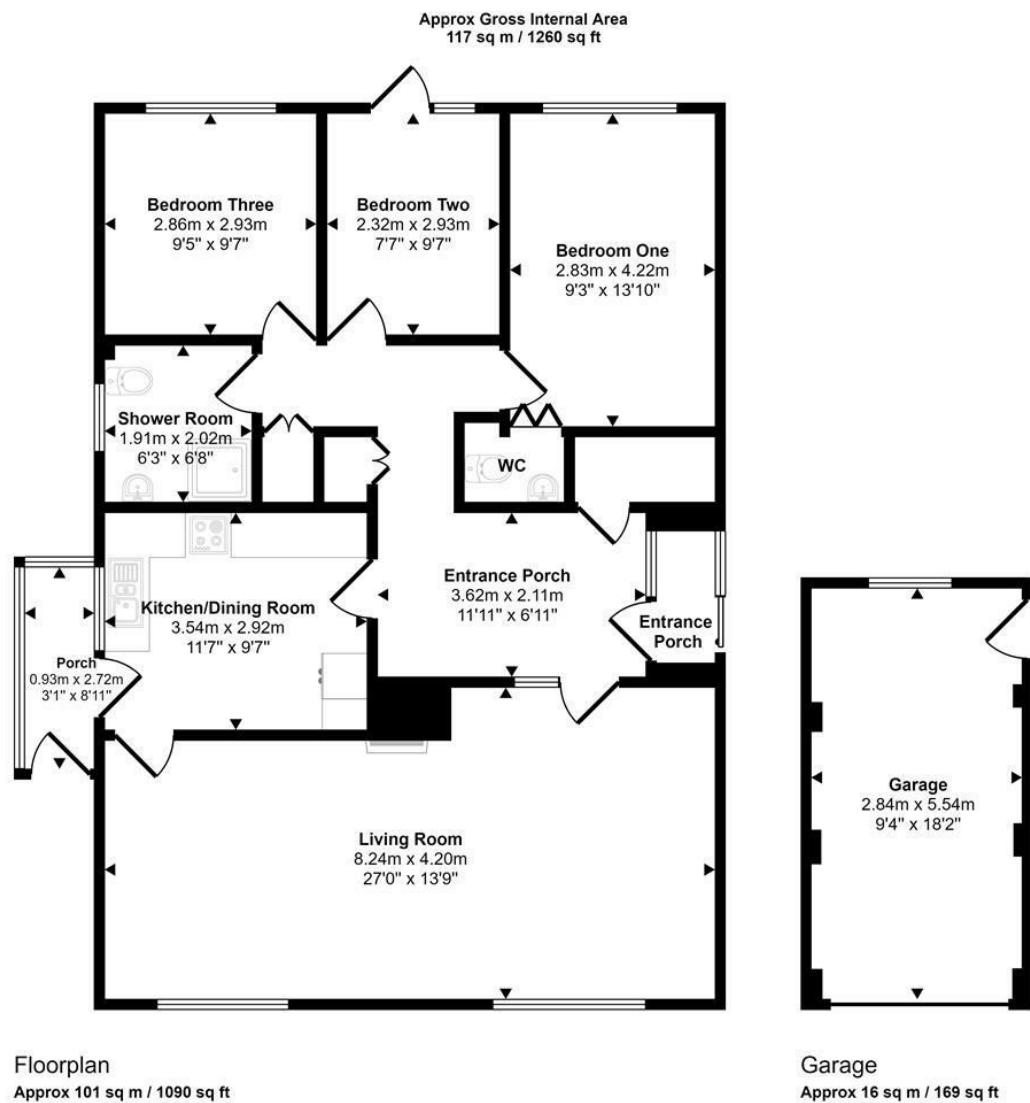 Approx Gross Internal Area
117 sq m / 1260 sq ft
Bedroom Three
2.86m x 2.93m
9'5" x 9'7"
Bedroom Two
2.32m x 2.93m
7'7" x 9'7"
Bedroom One
2.83m x 4.22m
9'3" x 13'10"
Shower Room
1.91m x 2.02m
6'3" x 6'8"
WC
Kitchen/Dining Room
3.54m x 2.92m
11'7" x 9'7"
Entrance Porch
3.62m x 2.11m
11'11" x 6'11"
Entrance
Porch
Porch
0.93m x 2.72m
3'1" x 8'11"
Living Room
8.24m x 4.20m
27'0" x 13'9"
Garage
2.84m x 5.54m
9'4" x 18'2"
Floorplan
Approx 101 sq m / 1090 sq ft
Garage
Approx 16 sq m / 169 sq ft